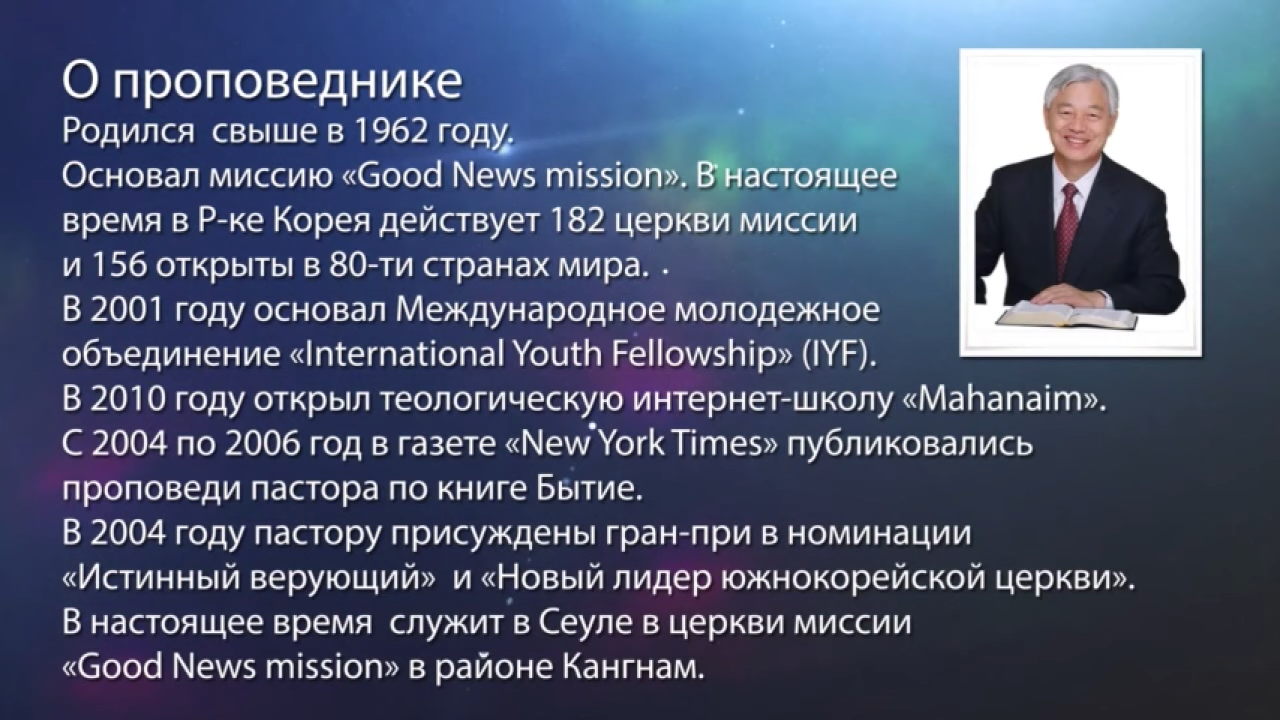 О проповеднике
Родился  свыше в 1962 году.
Основал миссию «Good News mission». В настоящее
время в Р-ке Корея действует 182 церкви миссии
и 156 открыты в 80-ти странах мира.  .
В 2001 году основал Международное молодежное
объединение «International Youth Fellowship» (IYF).
В 2010 году открыл теологическую интернет-школу «Mahanaim».
С 2004 по 2006 год в газете «New York Times» публиковались
проповеди пастора по книге Бытие.
В 2004 году пастору присуждены гран-при в номинации
«Истинный верующий»  и «Новый лидер южнокорейской церкви».
В настоящее время  служит в Сеуле в церкви миссии
«Good News mission» в районе Кангнам.